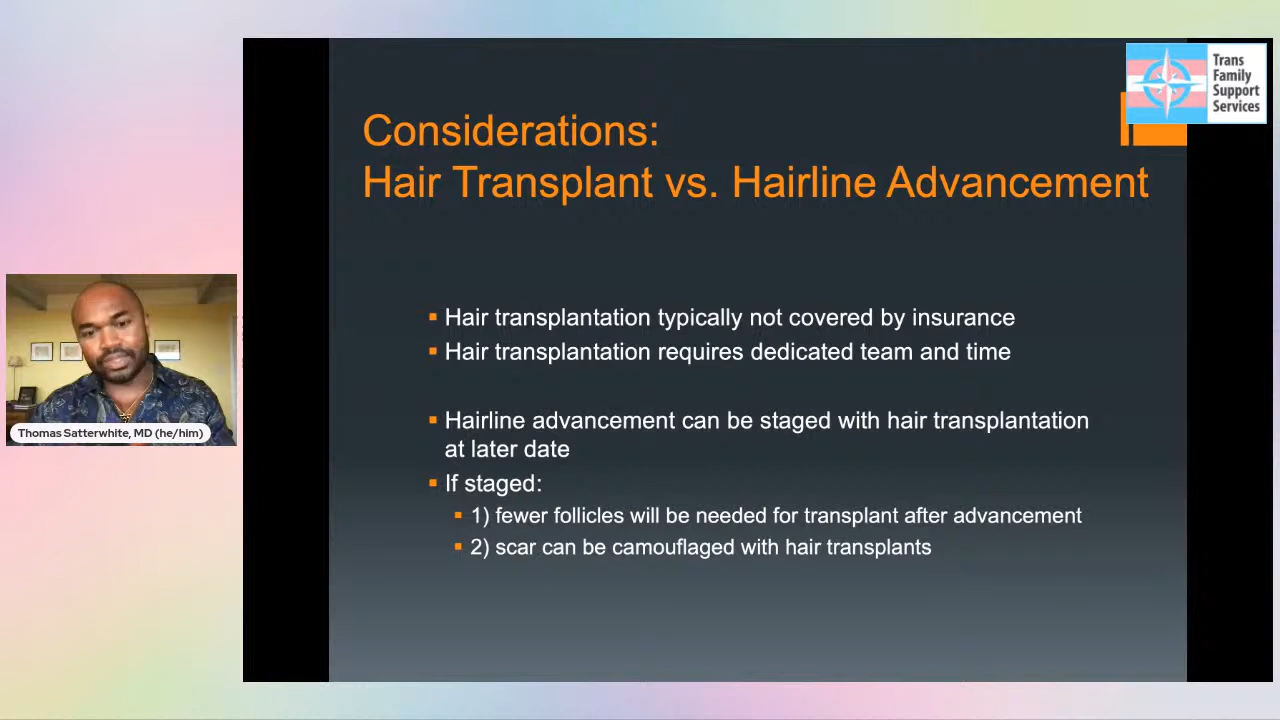 Trans
Family
Support
Services
Considerations:
Hair Transplant vs. Hairline Advancement
Hair transplantation typically not covered by insurance
Hair transplantation requires dedicated team and time
Hairline advancement can be staged with hair transplantation
at later date
If staged:
1) fewer follicles will be needed for transplant after advancement
2) scar can be camouflaged with hair transplants
Thomas Satterwhite, MD (he/him)